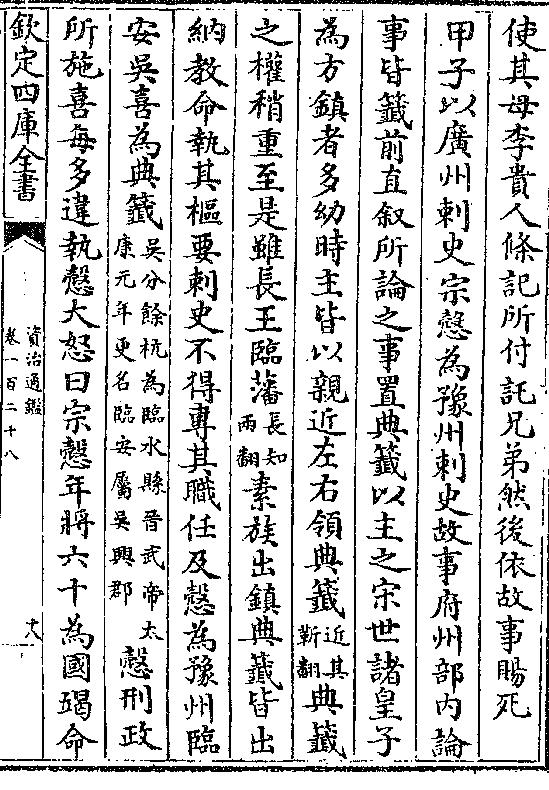 使其母李貴人條記所付託兄弟然後依故事賜死
甲子以廣州刺史宗慤為豫州刺史故事府州部内論
事皆籤前直叙所論之事置典籤以主之宋世諸皇子
為方鎮者多幼時主皆以親近左右領典籤近其靳翻典籤
之權稍重至是雖長王臨藩長知兩翻素族出鎮典籤皆出
納教命執其樞要刺史不得專其職任及慤為豫州臨
安吳喜為典籤吳分餘杭為臨水縣晉武帝太康元年更名臨安屬吳興郡慤刑政
所施喜每多違執慤大怒曰宗慤年將六十為國竭命
欽定四庫全書
資治通鑑
卷一百二十八
十八